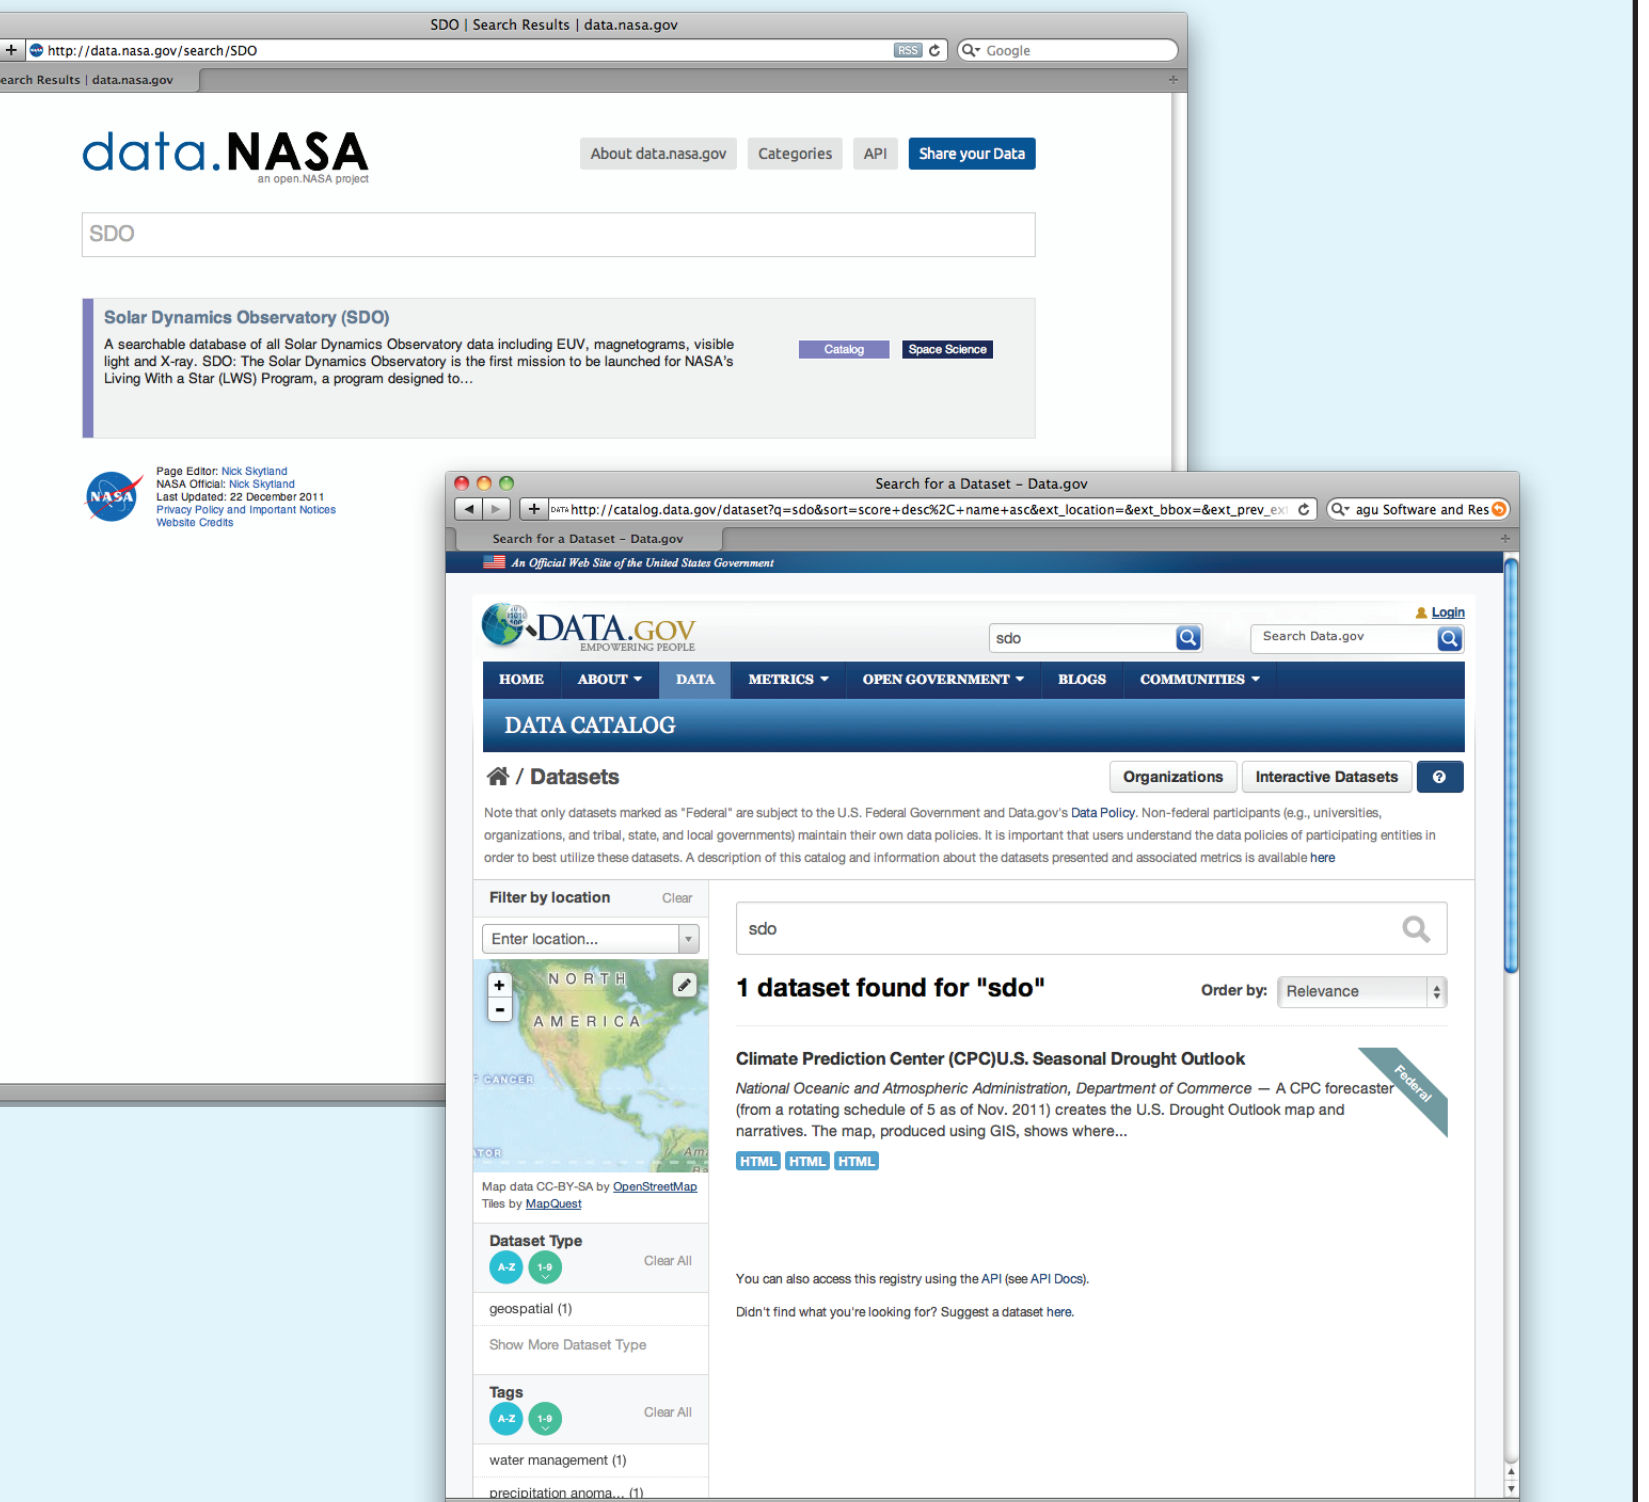 SDO | Search Results | data.nasa.gov
http://data.nasa.gov/search/SDO
RSS
Google
earch Results | data.nasa.gov
data.NASA
an open.NASA project
About data.nasa.gov
Categories
API
Share your Data
SDO
Solar Dynamics Observatory (SDO)
A searchable database of all Solar Dynamics Observatory data including EUV, magnetograms, visible
light and X-ray. SDO: The Solar Dynamics Observatory is the first mission to be launched for NASA's
Living With a Star (LWS) Program, a program designed to...
Catalog
Space Science
NASA
Page Editor: Nick Skytland
NASA Official: Nick Skytland
Last Updated: 22 December 2011
Privacy Policy and Important Notices
Website Credits
Search for a Dataset – Data.gov
DATA http://catalog.data.gov/dataset?q=sdo&sort=score+desc%2C+name+asc&ext_location=&ext_bbox=&ext_prev_ex
agu Software and Res
Search for a Dataset – Data.gov
An Official Web Site of the United States Government
DATA.GOV
EMPOWERING PEOPLE
sdo
Login
Search Data.gov
HOME ABOUT DATA METRICS OPEN GOVERNMENT BLOGS COMMUNITIES
DATA CATALOG
/ Datasets
Organizations
Interactive Datasets
?
Note that only datasets marked as "Federal" are subject to the U.S. Federal Government and Data.gov's Data Policy. Non-federal participants (e.g., universities,
organizations, and tribal, state, and local governments) maintain their own data policies. It is important that users understand the data policies of participating entities in
order to best utilize these datasets. A description of this catalog and information about the datasets presented and associated metrics is available here
Filter by location
Clear
Enter location...
+
-
NORTH
AMERICA
CANCER
TOR
Am
Map data CC-BY-SA by OpenStreetMap
Tiles by MapQuest
Dataset Type
A-Z 1-9
Clear All
geospatial (1)
Show More Dataset Type
Tags
A-Z 1-9
Clear All
water management (1)
precipitation anoma... (1)
sdo
1 dataset found for "sdo"
Order by: Relevance
Climate Prediction Center (CPC)U.S. Seasonal Drought Outlook
Federal
National Oceanic and Atmospheric Administration, Department of Commerce — A CPC forecaster
(from a rotating schedule of 5 as of Nov. 2011) creates the U.S. Drought Outlook map and
narratives. The map, produced using GIS, shows where...
HTML HTML HTML
You can also access this registry using the API (see API Docs).
Didn't find what you're looking for? Suggest a dataset here.